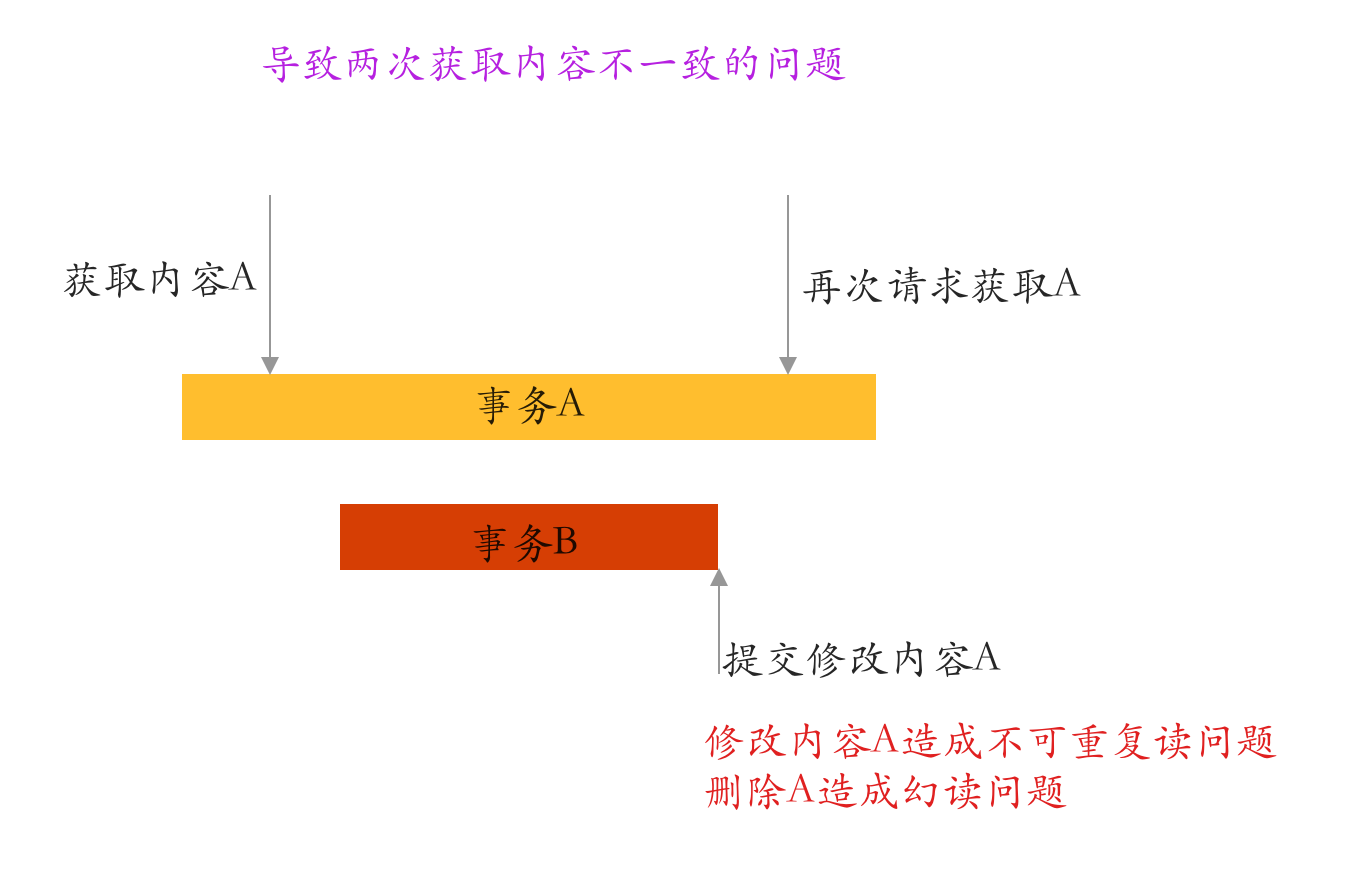 导致两次获取内容不一致的问题
获取内容A
再次请求获取A
事务A
事务B
提交修改内容A
修改内容A造成不可重复读问题
删除A造成幻读问题